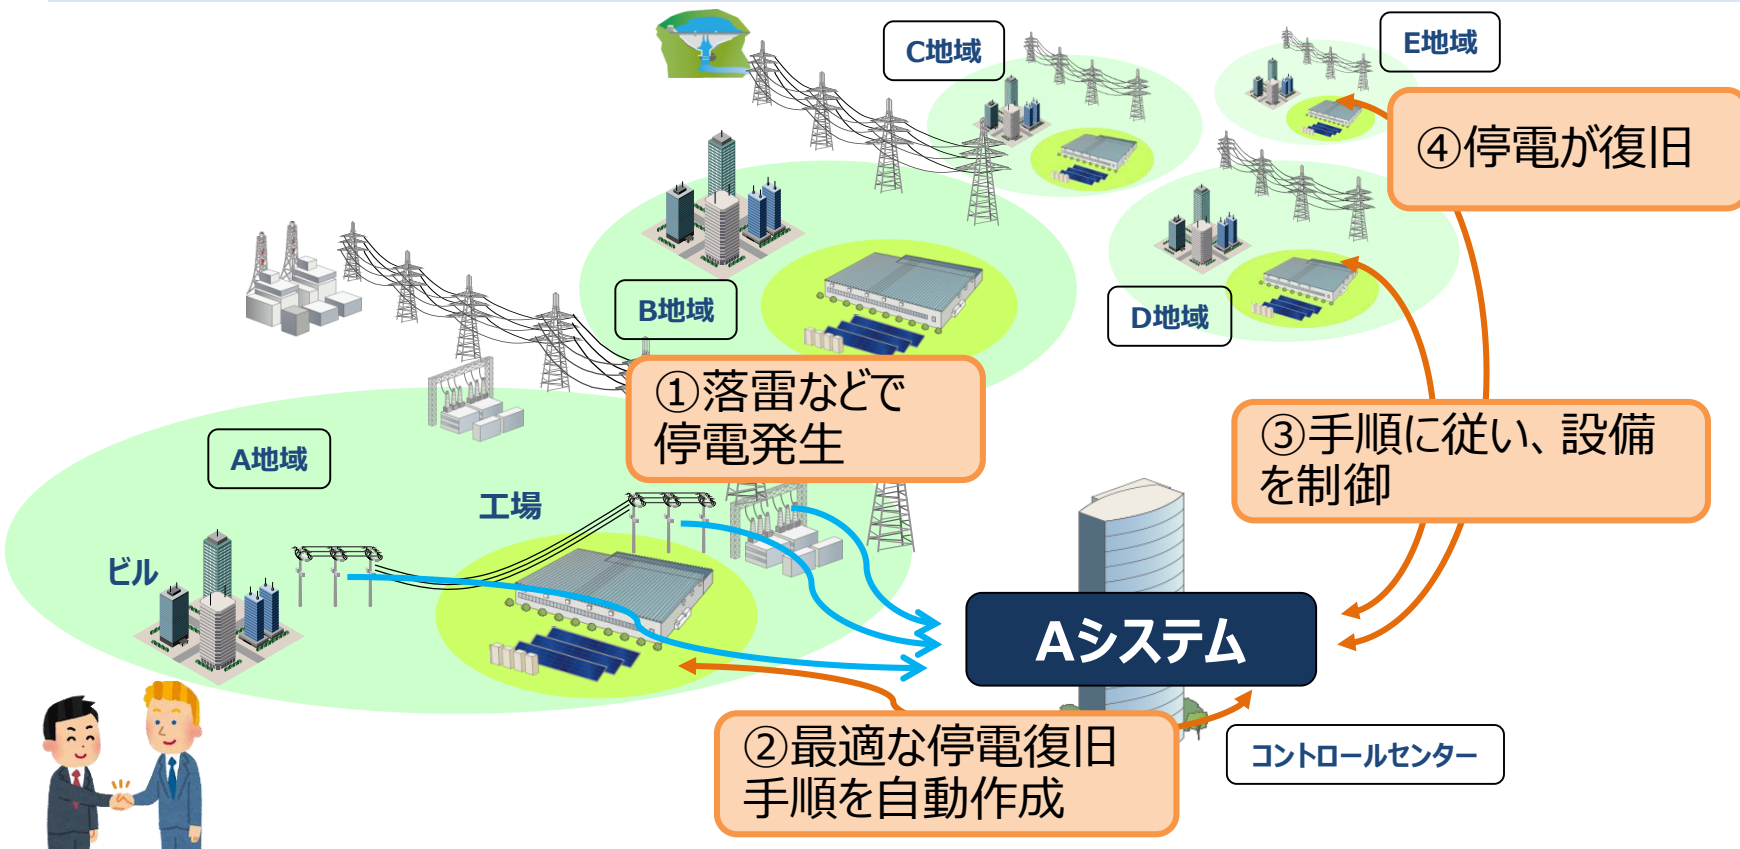 C地域
E地域
④停電が復旧
B地域
D地域
①落雷などで
停電発生
③手順に従い、設備
を制御
A地域
工場
ビル
Aシステム
②最適な停電復旧
手順を自動作成
コントロールセンター